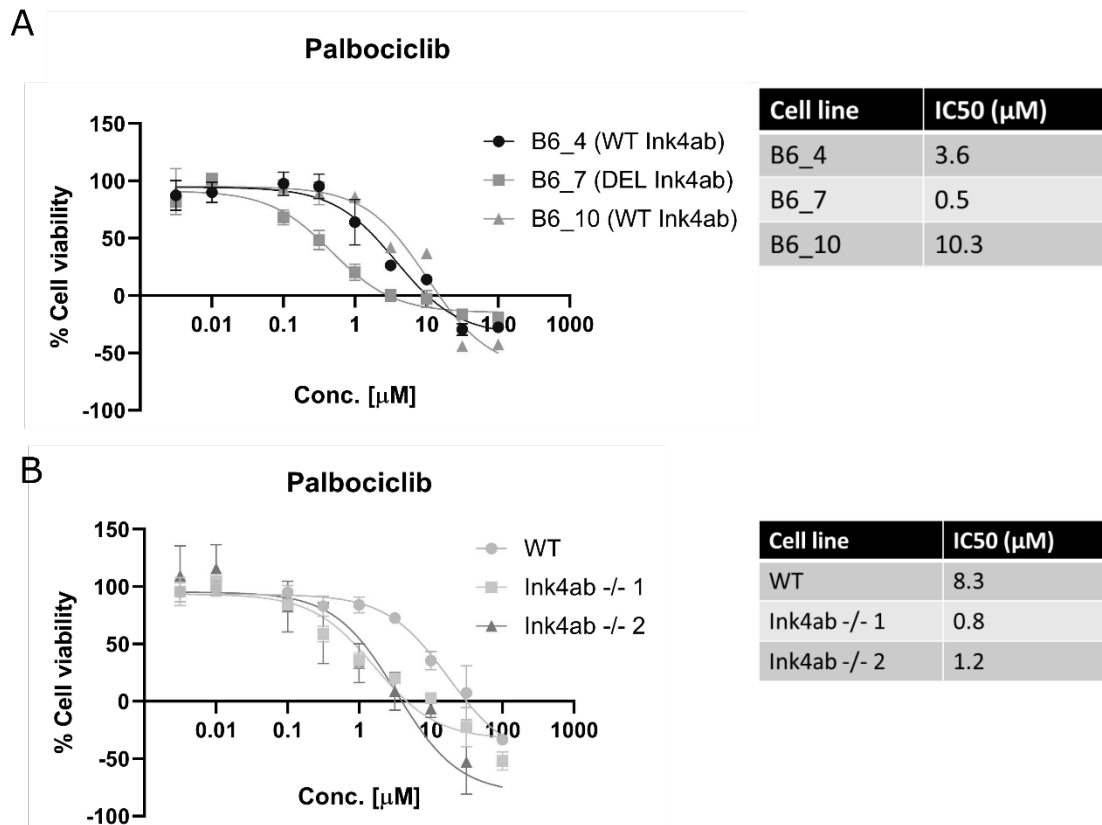 A
Palbociclib
150
100
50
0
-50
-100
% Cell viability
0.01 0.1 1 10 100 1000
Conc. [μM]
B6_4 (WT Ink4ab)
B6_7 (DEL Ink4ab)
B6_10 (WT Ink4ab)
Cell line IC50 (μM)
B6_4 3.6
B6_7 0.5
B6_10 10.3
B
Palbociclib
150
100
50
0
-50
-100
% Cell viability
0.01 0.1 1 10 100 1000
Conc. [μM]
WT
Ink4ab -/- 1
Ink4ab -/- 2
Cell line IC50 (μM)
WT 8.3
Ink4ab -/- 1 0.8
Ink4ab -/- 2 1.2